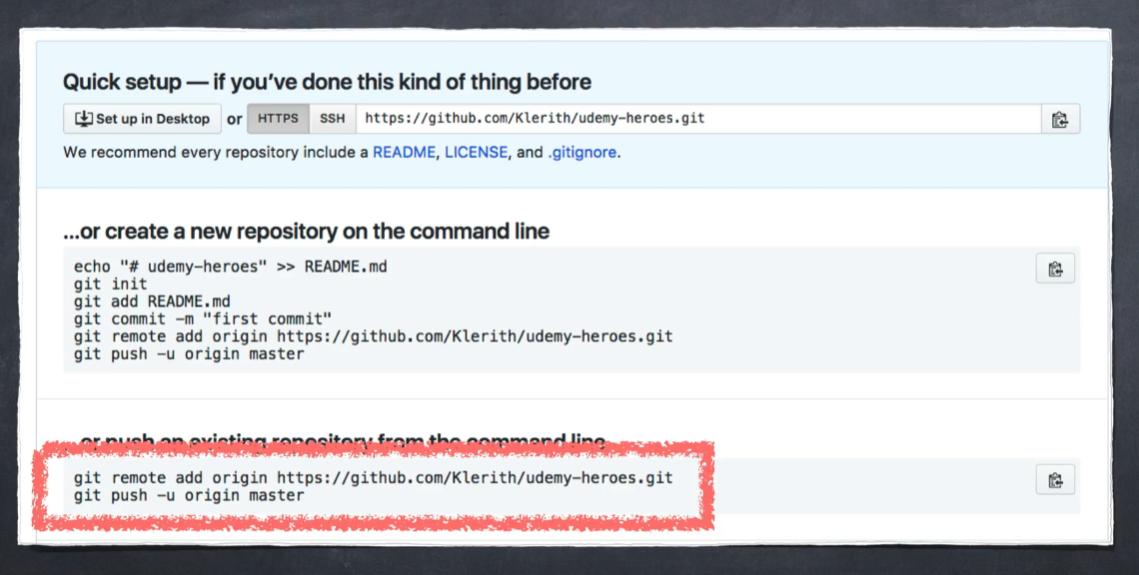 Quick setup — if you've done this kind of thing before
Set up in Desktop or HTTPS SSH https://github.com/Klerith/udemy-heroes.git
We recommend every repository include a README, LICENSE, and .gitignore.
...or create a new repository on the command line
echo "# udemy-heroes" >> README.md
git init
git add README.md
git commit -m "first commit"
git remote add origin https://github.com/Klerith/udemy-heroes.git
git push -u origin master
...or push an existing repository from the command line
git remote add origin https://github.com/Klerith/udemy-heroes.git
git push -u origin master